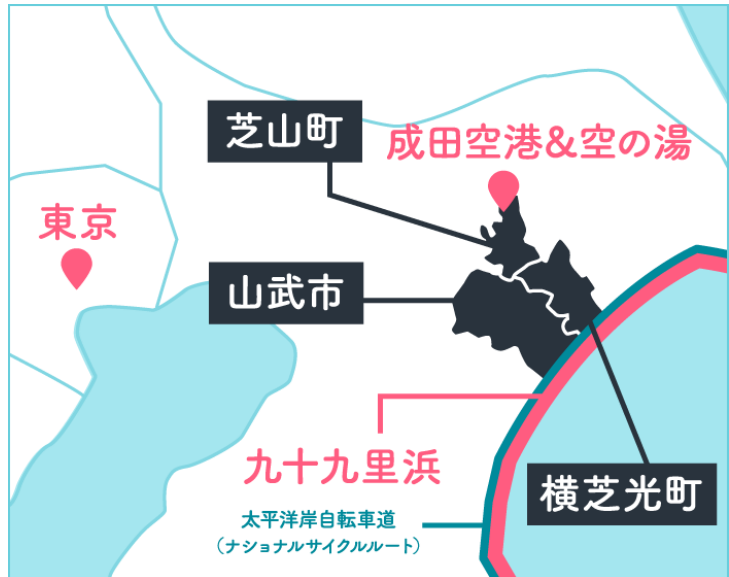 芝山町
成田空港&空の湯
東京
山武市
九十九里浜
横芝光町
太平洋岸自転車道
（ナショナルサイクルルート）